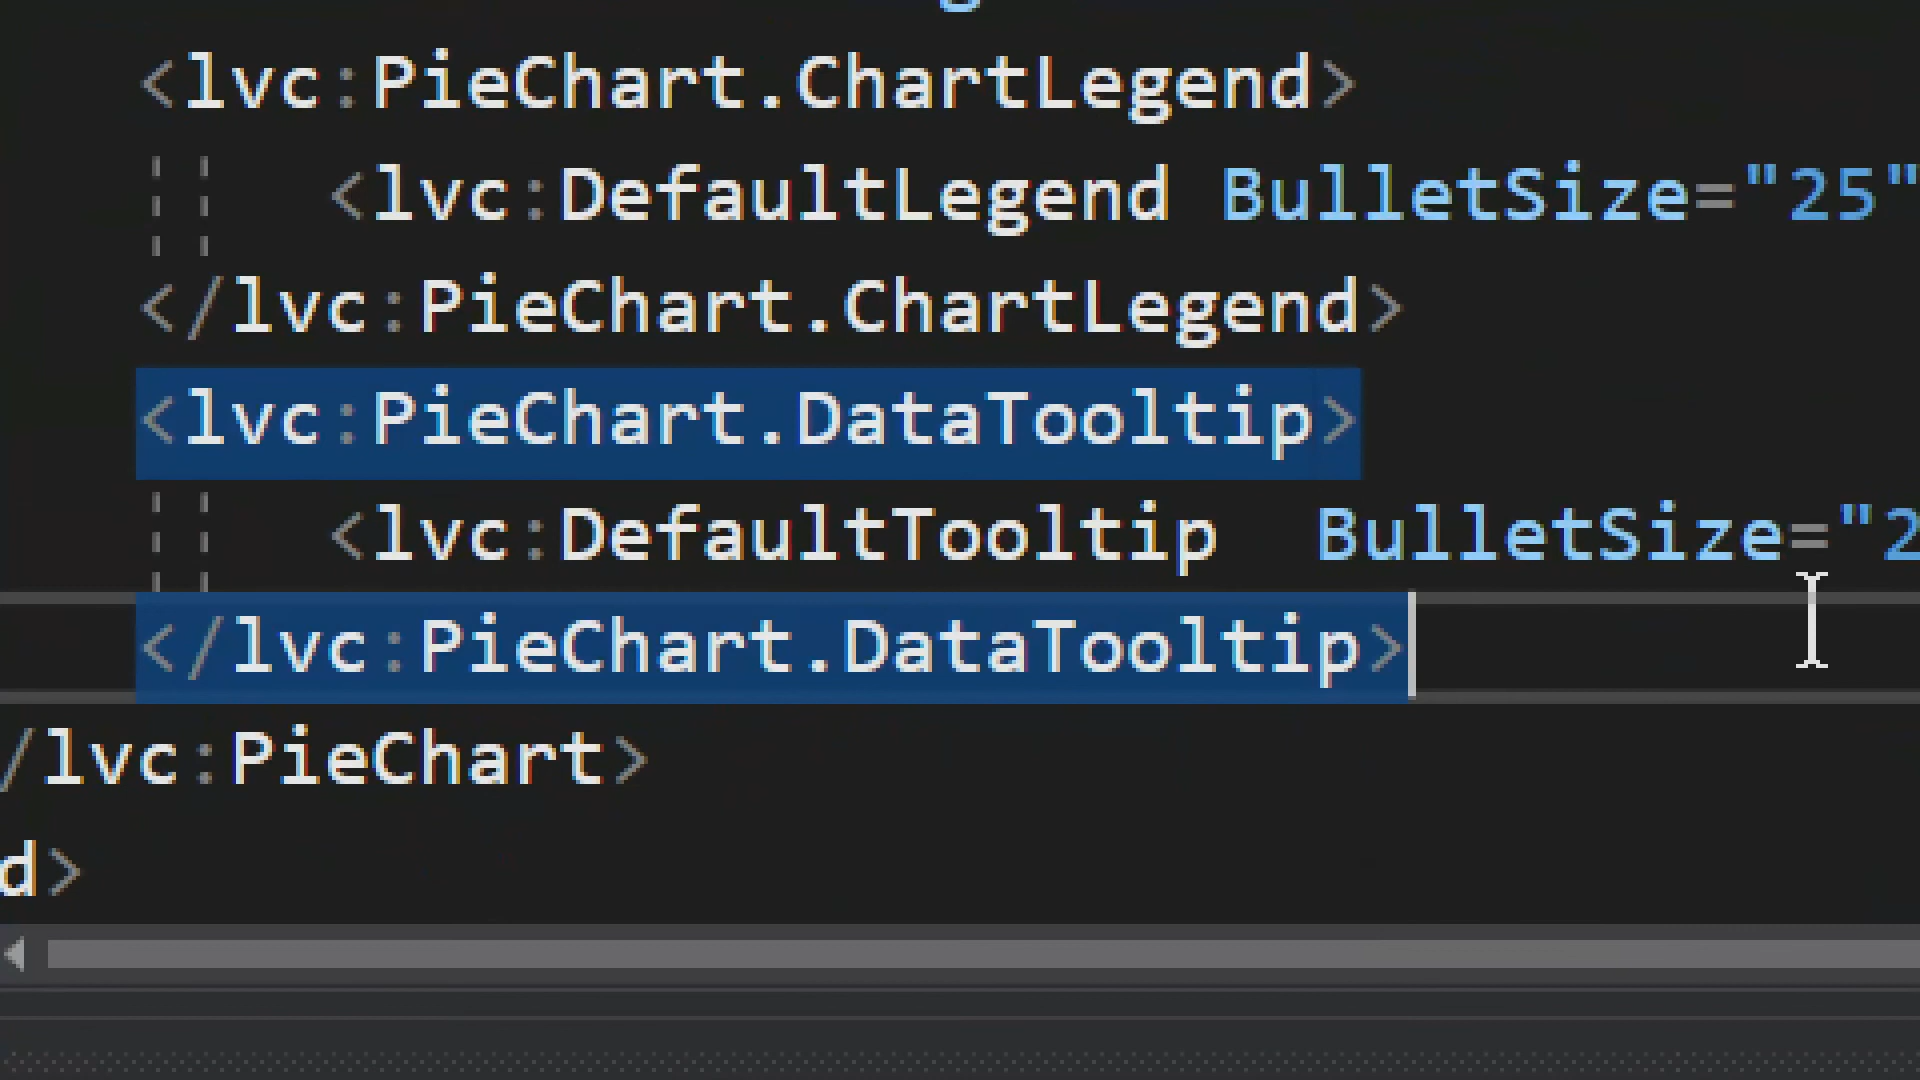 <lvc:PieChart.ChartLegend>
<lvc:DefaultLegend BulletSize="25"
</lvc:PieChart.ChartLegend>
<lvc:PieChart.DataTooltip>
<lvc:DefaultTooltip  BulletSize="2
</lvc:PieChart.DataTooltip>
/lvc:PieChart>
d>